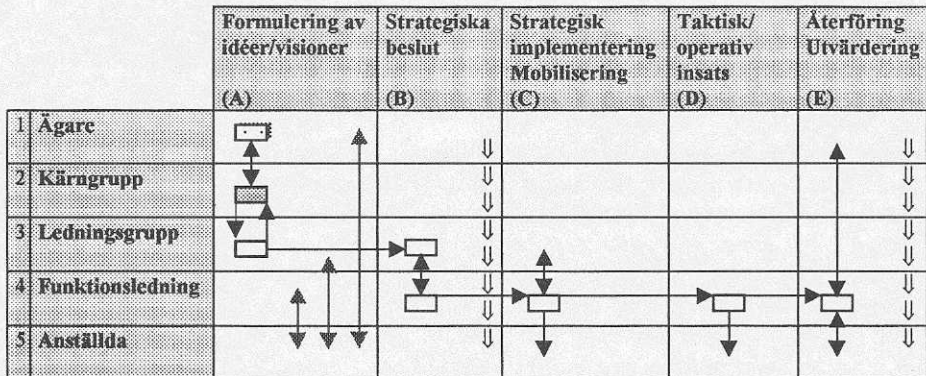 Formulering av
idéer/visioner
(A)
Strategiska
beslut
(B)
Strategisk
implementering
Mobilisering
(C)
Taktisk/
operativ
insats
(D)
Återföring
Utvärdering
(E)
1 Ägare
2 Kärngrupp
3 Ledningsgrupp
4 Funktionsledning
5 Anställda